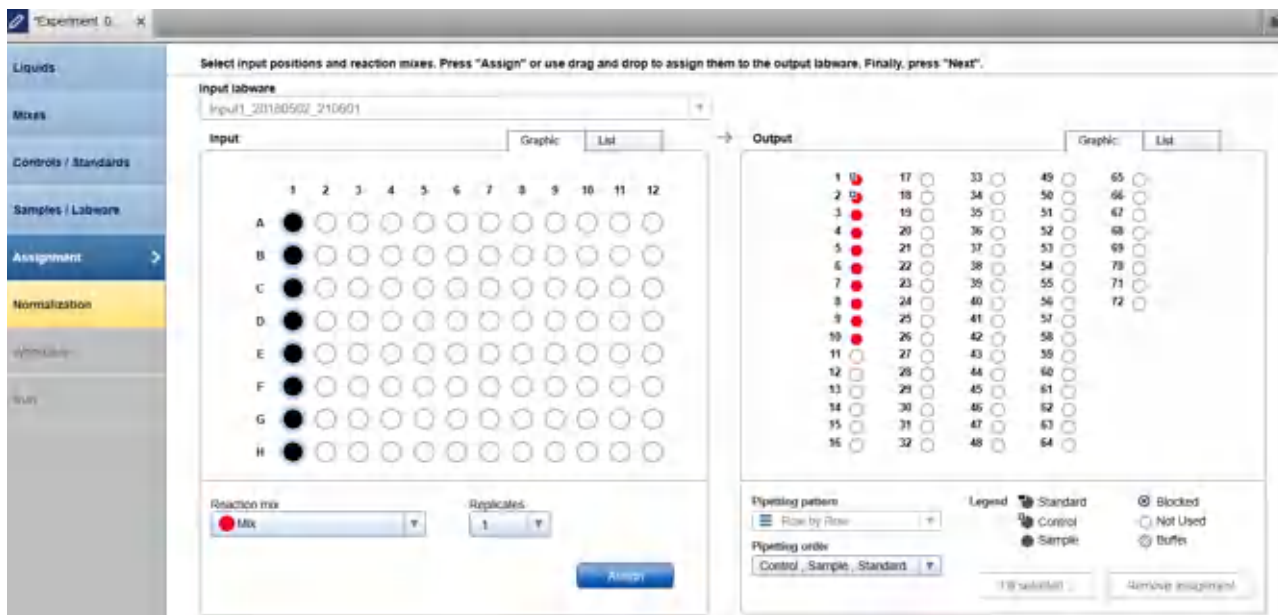 *Experiment_0...
Liquids
Mixes
Controls / Standards
Samples / Labware
Assignment
Normalization
Run
Select input positions and reaction mixes. Press "Assign" or use drag and drop to assign them to the output labware. Finally, press "Next".
Input labware
Input1_20180502_210601
Input
Graphic List
1 2 3 4 5 6 7 8 9 10 11 12
A
B
C
D
E
F
G
H
Reaction mix Replicates
Mix 1
Assign
Output
Graphic List
1 17 33 49 65
2 18 34 50 66
3 19 35 51 67
4 20 36 52 68
5 21 37 53 69
6 22 38 54 70
7 23 39 55 71
8 24 40 56 72
9 25 41 57
10 26 42 58
11 27 43 59
12 28 44 60
13 29 45 61
14 30 46 62
15 31 47 63
16 32 48 64
Pipetting pattern
Row by Row
Pipetting order
Control , Sample , Standard
Legend Standard Blocked
Control Not Used
Sample Buffer
Fill selected ... Remove assignment